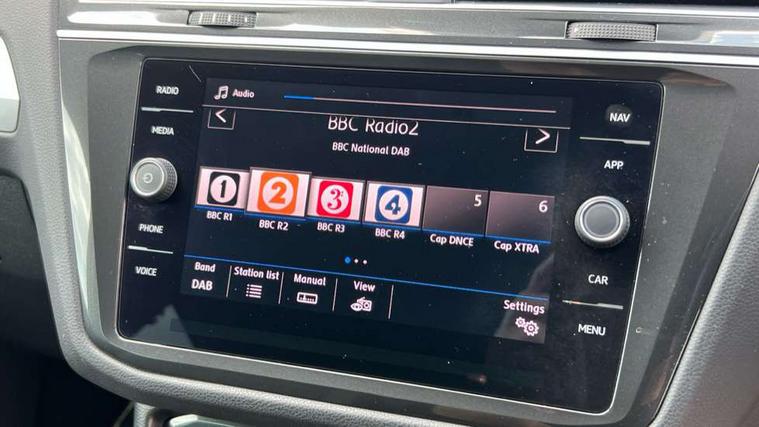 RADIO
MEDIA
PHONE
VOICE
Audio
BBC Radio2
BBC National DAB
1
2
3
4
5
6
BBC R1
BBC R2
BBC R3
BBC R4
Cap DNCE
Cap XTRA
Band
DAB
Station list
Manual
View
Settings
NAV
APP
CAR
MENU